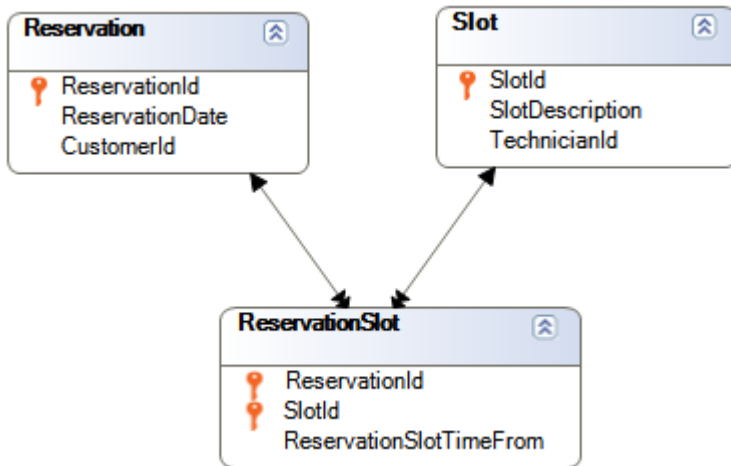 Reservation
ReservationId
ReservationDate
CustomerId
Slot
SlotId
SlotDescription
TechnicianId
ReservationSlot
ReservationId
SlotId
ReservationSlotTimeFrom